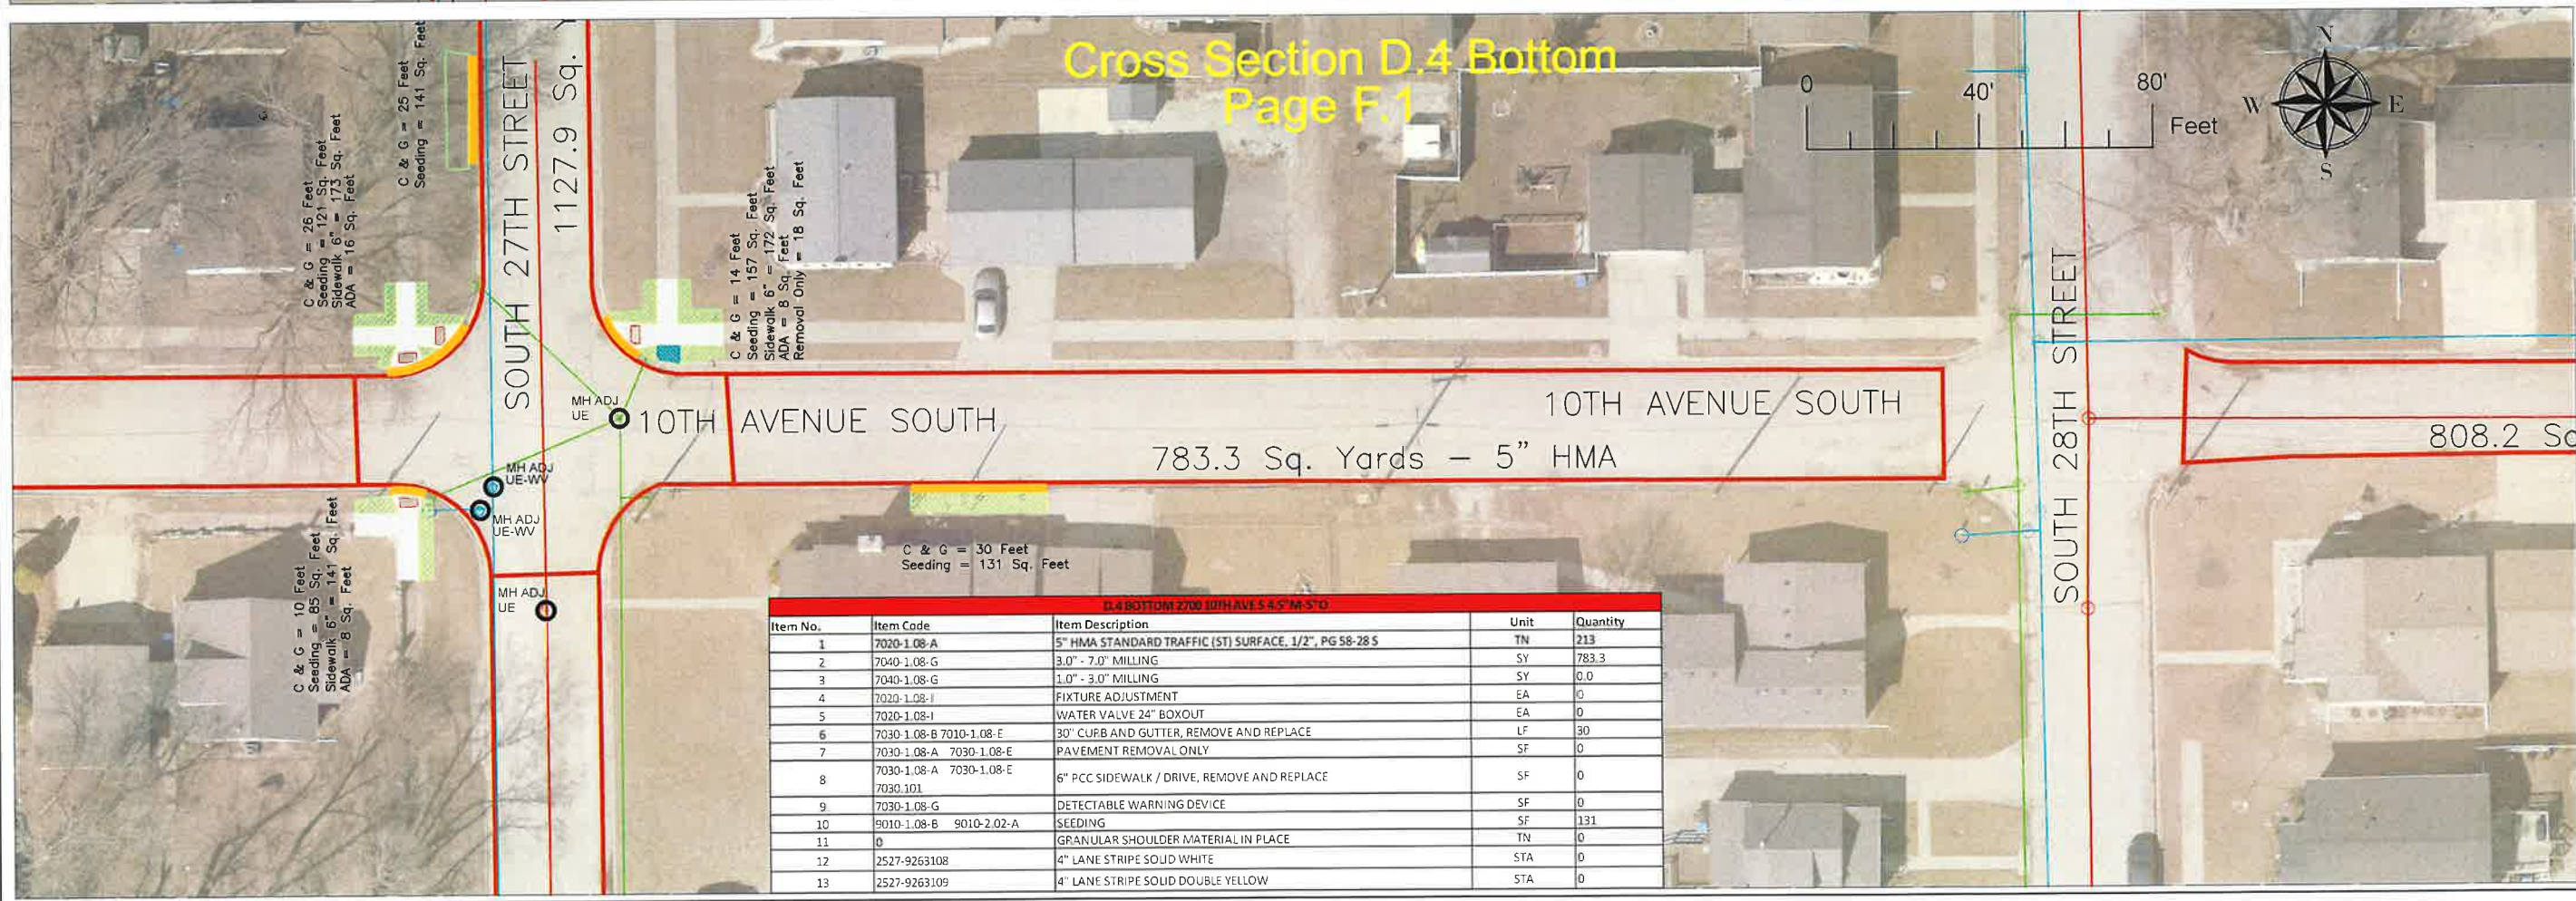 Cross Section D.4 Bottom
Page F.1
0 40' 80'
Feet
N
W E
S
C & G = 25 Feet
Seeding = 141 Sq. Feet
C & G = 26 Feet
Seeding = 121 Sq. Feet
Sidewalk 6" = 173 Sq. Feet
ADA = 16 Sq. Feet
SOUTH 27TH STREET
1127.9 Sq. Y
C & G = 14 Feet
Seeding = 157 Sq. Feet
Sidewalk 6" = 172 Sq. Feet
ADA = 8 Sq. Feet
Removal Only = 18 Sq. Feet
MH ADJ
UE
10TH AVENUE SOUTH
10TH AVENUE SOUTH
783.3 Sq. Yards – 5" HMA
SOUTH 28TH STREET
808.2 Sq
MH ADJ
UE-WV
MH ADJ
UE-WV
MH ADJ
UE
C & G = 10 Feet
Seeding = 85 Sq. Feet
Sidewalk 6" = 141 Sq. Feet
ADA = 8 Sq. Feet
C & G = 30 Feet
Seeding = 131 Sq. Feet
D.4 BOTTOM 2700 10TH AVE S 4.5"M-5"O
Item No. Item Code Item Description Unit Quantity
1 7020-1.08-A 5" HMA STANDARD TRAFFIC (ST) SURFACE, 1/2", PG 58-28 S TN 213
2 7040-1.08-G 3.0" - 7.0" MILLING SY 783.3
3 7040-1.08-G 1.0" - 3.0" MILLING SY 0.0
4 7020-1.08-I FIXTURE ADJUSTMENT EA 0
5 7020-1.08-I WATER VALVE 24" BOXOUT EA 0
6 7030-1.08-B 7010-1.08-E 30" CURB AND GUTTER, REMOVE AND REPLACE LF 30
7 7030-1.08-A 7030-1.08-E PAVEMENT REMOVAL ONLY SF 0
8 7030-1.08-A 7030-1.08-E 6" PCC SIDEWALK / DRIVE, REMOVE AND REPLACE SF 0
7030.101
9 7030-1.08-G DETECTABLE WARNING DEVICE SF 0
10 9010-1.08-B 9010-2.02-A SEEDING SF 131
11 0 GRANULAR SHOULDER MATERIAL IN PLACE TN 0
12 2527-9263108 4" LANE STRIPE SOLID WHITE STA 0
13 2527-9263109 4" LANE STRIPE SOLID DOUBLE YELLOW STA 0